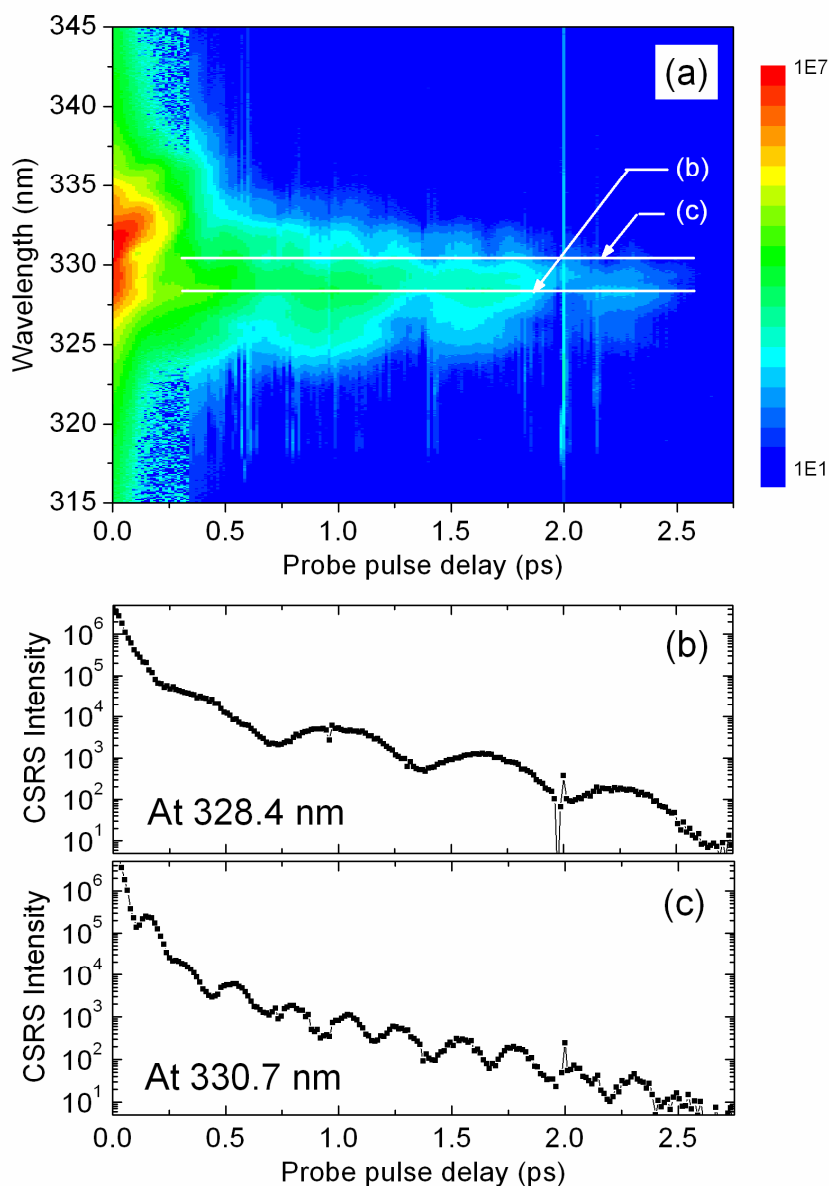 345
340
335
330
325
320
315
Wavelength (nm)
(a)
(b)
(c)
1E7
1E1
0.0 0.5 1.0 1.5 2.0 2.5
Probe pulse delay (ps)
10^6
10^5
10^4
10^3
10^2
10^1
CSRS Intensity
(b)
At 328.4 nm
10^6
10^5
10^4
10^3
10^2
10^1
CSRS Intensity
(c)
At 330.7 nm
0.0 0.5 1.0 1.5 2.0 2.5
Probe pulse delay (ps)